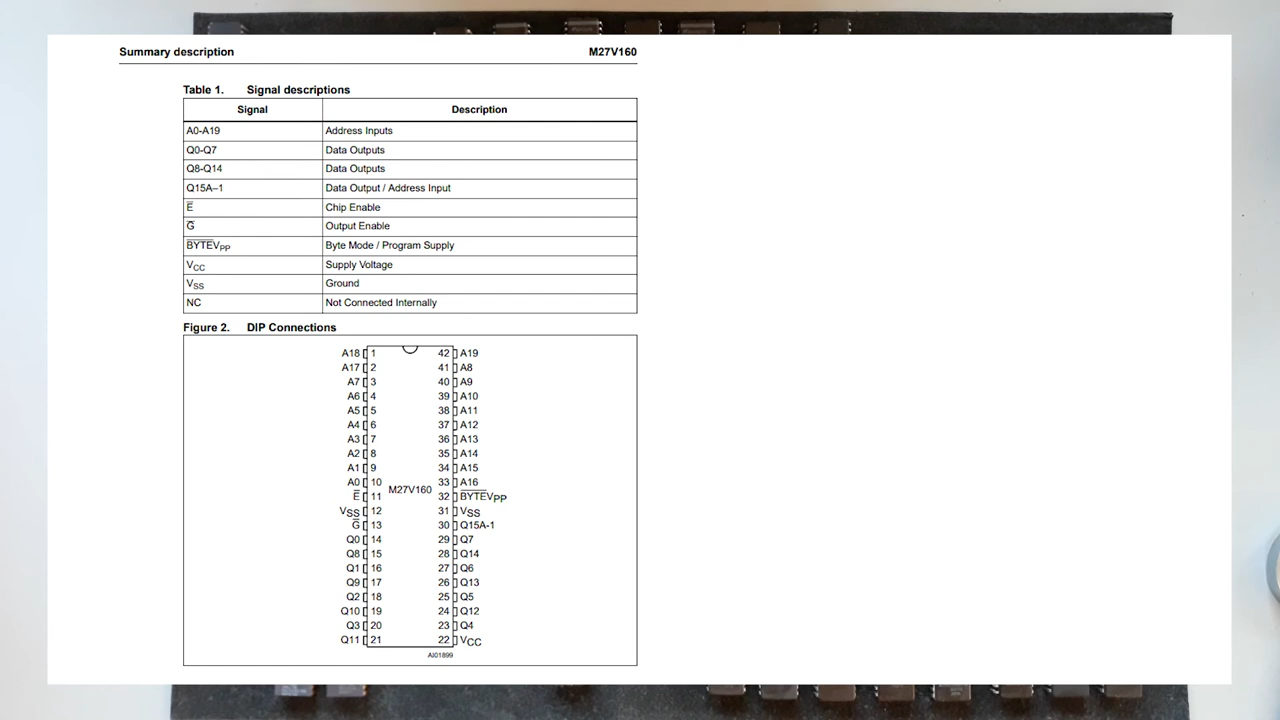 Summary description M27V160
Table 1. Signal descriptions
Signal Description
A0-A19 Address Inputs
Q0-Q7 Data Outputs
Q8-Q14 Data Outputs
Q15A–1 Data Output / Address Input
E̅ Chip Enable
G̅ Output Enable
B̅Y̅T̅E̅VPP Byte Mode / Program Supply
VCC Supply Voltage
VSS Ground
NC Not Connected Internally
Figure 2. DIP Connections
A18 1 42 A19
A17 2 41 A8
A7 3 40 A9
A6 4 39 A10
A5 5 38 A11
A4 6 37 A12
A3 7 36 A13
A2 8 35 A14
A1 9 34 A15
A0 10 33 A16
E̅ 11 M27V160 32 B̅Y̅T̅E̅VPP
VSS 12 31 VSS
G̅ 13 30 Q15A-1
Q0 14 29 Q7
Q8 15 28 Q14
Q1 16 27 Q6
Q9 17 26 Q13
Q2 18 25 Q5
Q10 19 24 Q12
Q3 20 23 Q4
Q11 21 22 VCC
AI01899